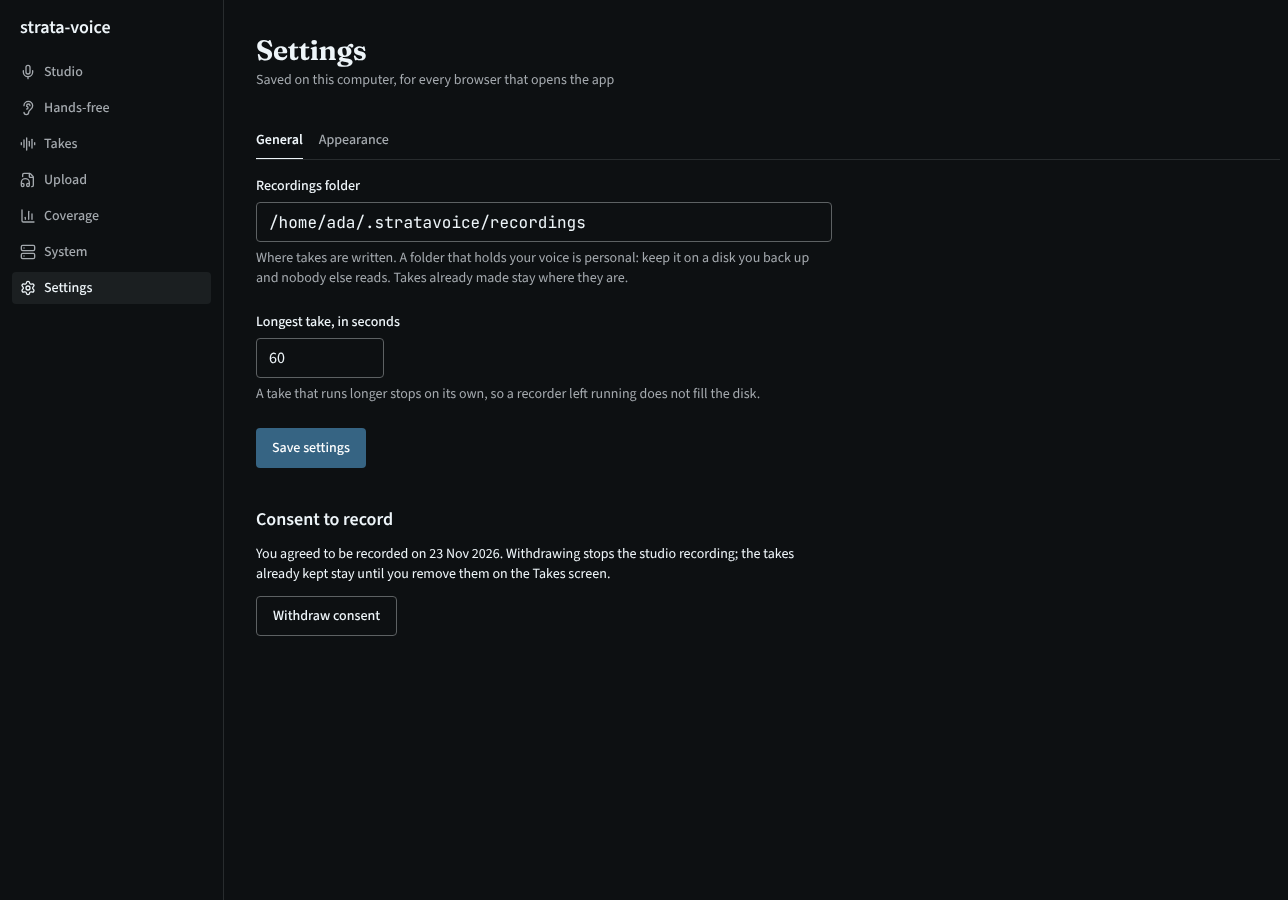 strata-voice
Studio
Hands-free
Takes
Upload
Coverage
System
Settings
Settings
Saved on this computer, for every browser that opens the app
General
Appearance
Recordings folder
/home/ada/.stratavoice/recordings
Where takes are written. A folder that holds your voice is personal: keep it on a disk you back up
and nobody else reads. Takes already made stay where they are.
Longest take, in seconds
60
A take that runs longer stops on its own, so a recorder left running does not fill the disk.
Save settings
Consent to record
You agreed to be recorded on 23 Nov 2026. Withdrawing stops the studio recording; the takes
already kept stay until you remove them on the Takes screen.
Withdraw consent